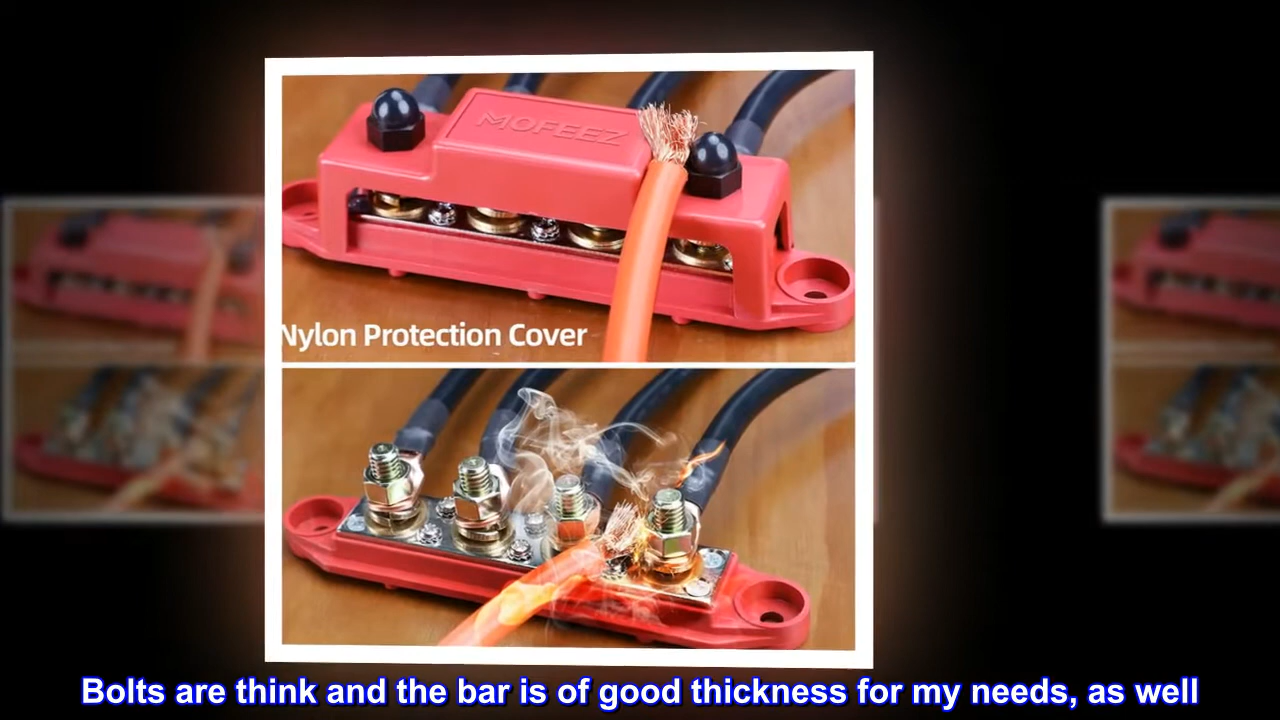 MOFEEZ
Nylon Protection Cover
Bolts are think and the bar is of good thickness for my needs, as well